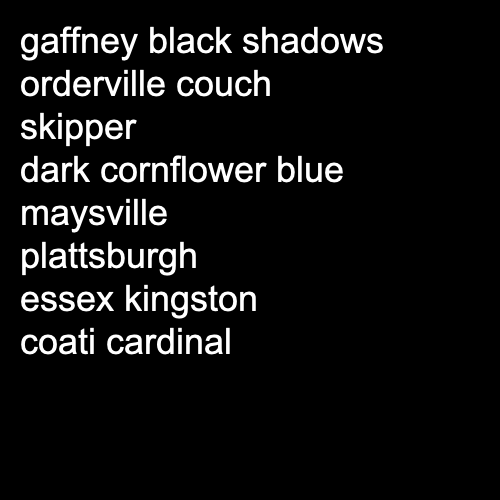 gaffney black shadows
orderville couch
skipper
dark cornflower blue
maysville
plattsburgh
essex kingston
coati cardinal